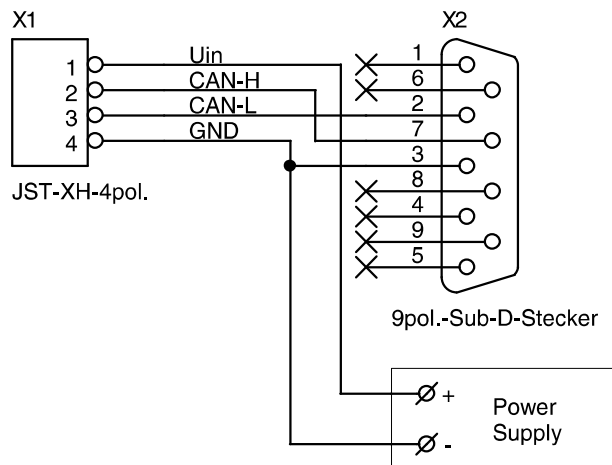 X1
1
2
3
4
Uin
CAN-H
CAN-L
GND
JST-XH-4pol.
X2
1
6
2
7
3
8
4
9
5
9pol.-Sub-D-Stecker
+
-
Power
Supply